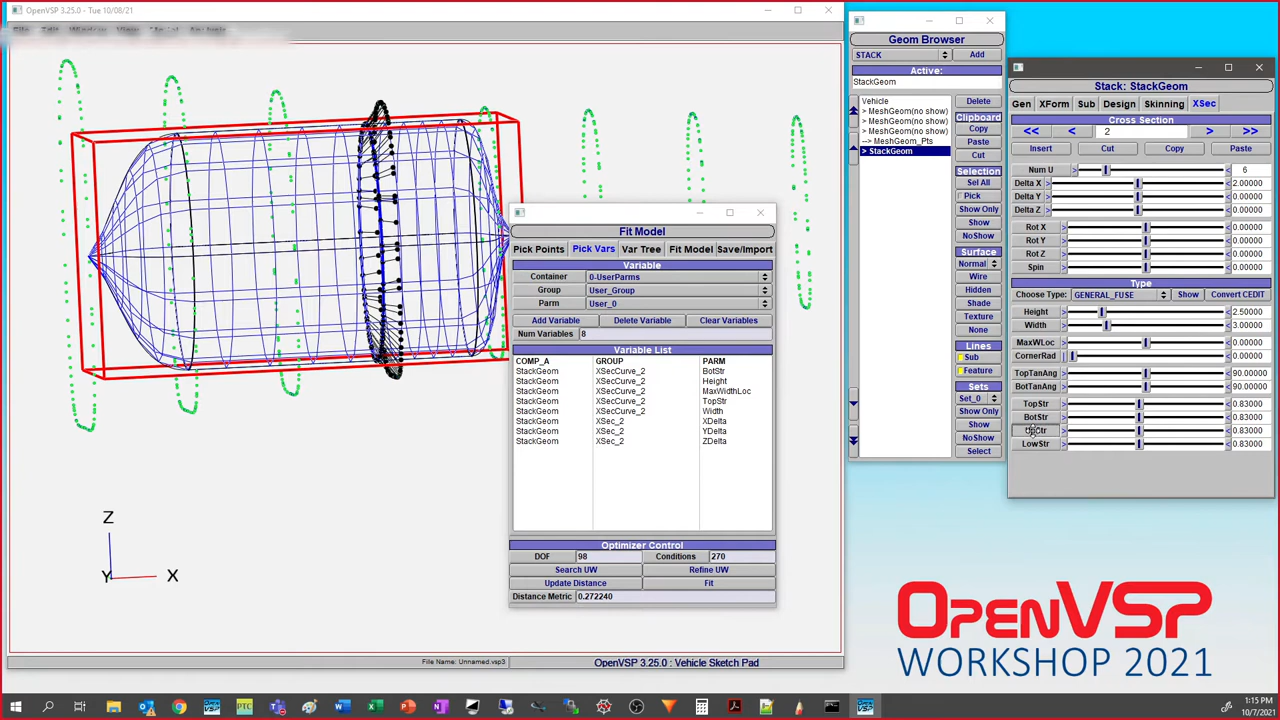 OpenVSP 3.25.0 - Tue 10/08/21
Z
Y
X
File Name: Unnamed.vsp3
OpenVSP 3.25.0 : Vehicle Sketch Pad
Fit Model
Pick Points Pick Vars Var Tree Fit Model Save/Import
Variable
Container 0-UserParms
Group User_Group
Parm User_0
Add Variable Delete Variable Clear Variables
Num Variables 8
Variable List
COMP_A GROUP PARM
StackGeom XSecCurve_2 BotStr
StackGeom XSecCurve_2 Height
StackGeom XSecCurve_2 MaxWidthLoc
StackGeom XSecCurve_2 TopStr
StackGeom XSecCurve_2 Width
StackGeom XSec_2 XDelta
StackGeom XSec_2 YDelta
StackGeom XSec_2 ZDelta
Optimizer Control
DOF 98 Conditions 270
Search UW Refine UW
Update Distance Fit
Distance Metric 0.272240
Geom Browser
STACK Add
Active:
StackGeom
Vehicle
> MeshGeom(no show)
> MeshGeom(no show)
> MeshGeom(no show)
--> MeshGeom_Pts
> StackGeom
Delete
Clipboard
Copy
Paste
Cut
Selection
Sel All
Pick
Show Only
Show
NoShow
Surface
Normal
Wire
Hidden
Shade
Texture
None
Lines
Sub
Feature
Sets
Set_0
Show Only
Show
NoShow
Select
Stack: StackGeom
Gen XForm Sub Design Skinning XSec
Cross Section
<< < 2 > >>
Insert Cut Copy Paste
Num U > < 6
Delta X > < 2.00000
Delta Y > < 0.00000
Delta Z > < 0.00000
Rot X > < 0.00000
Rot Y > < 0.00000
Rot Z > < 0.00000
Spin > < 0.00000
Type
Choose Type: GENERAL_FUSE Show Convert CEDIT
Height > < 2.50000
Width > < 3.00000
MaxWLoc > < 0.00000
CornerRad | < 0.00000
TopTanAng > < 90.00000
BotTanAng > < 90.00000
TopStr > < 0.83000
BotStr > < 0.83000
> < 0.83000
LowStr > < 0.83000
OpenVSP
WORKSHOP 2021
1:15 PM
10/7/2021